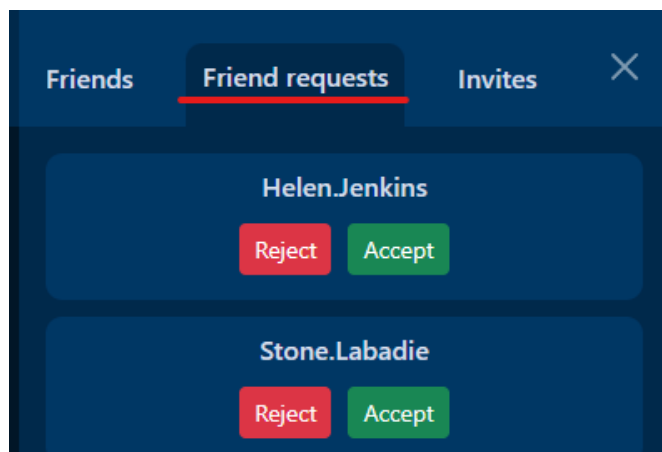 Friends Friend requests Invites
Helen.Jenkins
Reject Accept
Stone.Labadie
Reject Accept